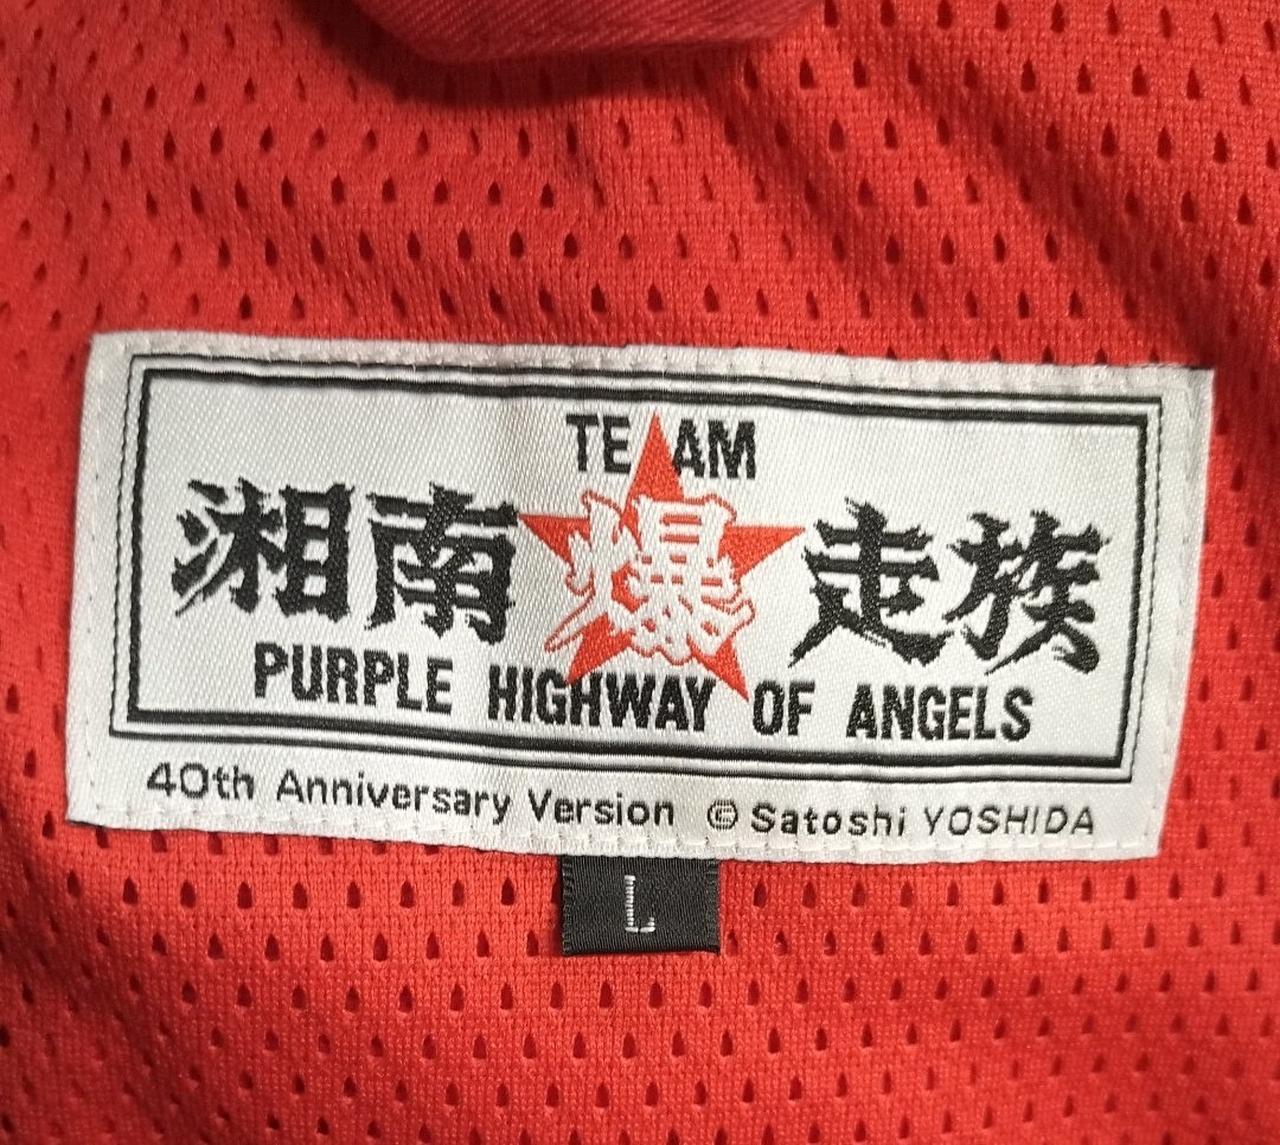 TEAM
湘南爆走族
PURPLE HIGHWAY OF ANGELS
40th Anniversary Version © Satoshi YOSHIDA
L